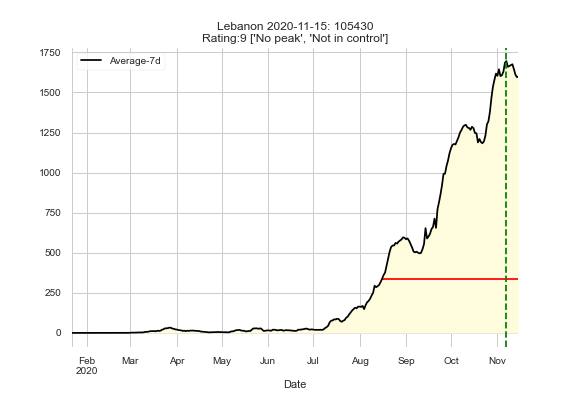 Lebanon 2020-11-15: 105430
Rating:9 ['No peak', 'Not in control']
Average-7d
1750
1500
1250
1000
750
500
250
0
Feb Mar Apr May Jun Jul Aug Sep Oct Nov
2020
Date